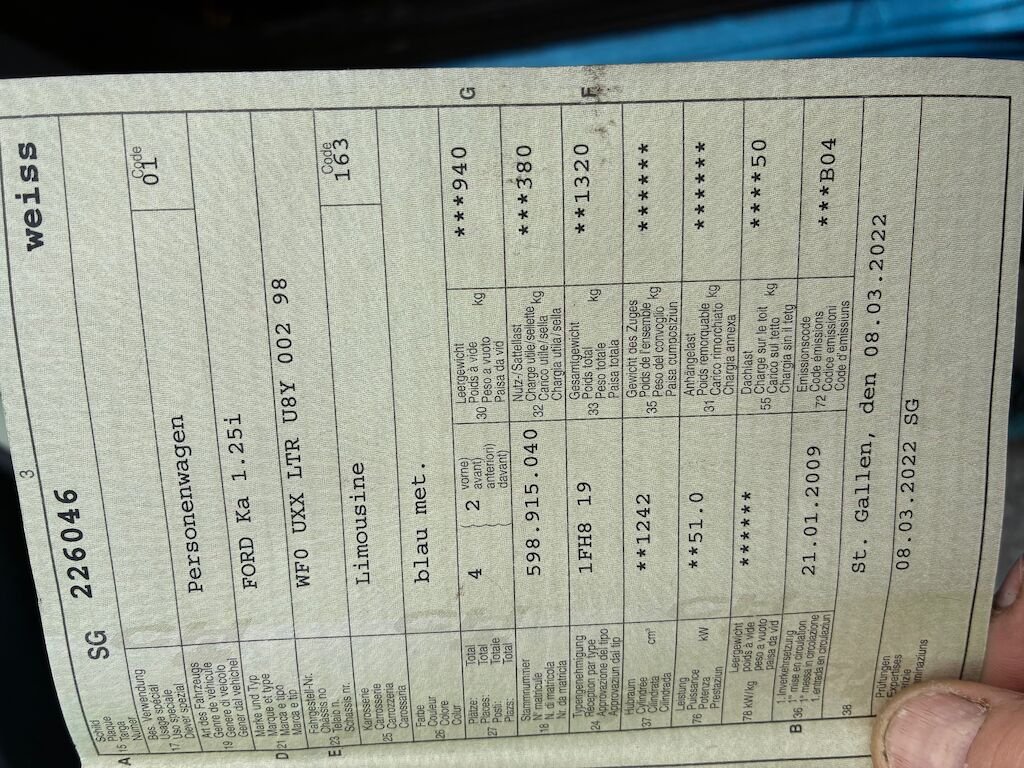 3
Schild
Plaque
A 15 Targa
Numer
SG 226046
weiss
Bes. Verwendung
Usage spécial
17 Uso speciale
Diever spezial
Code
01
Art des Fahrzeugs
Genre de véhicule
19 Genere di veicolo
Gener dal vehichel
Personenwagen
Marke und Typ
Marque et type
D 21 Marca e tipo
Marca e tip
FORD Ka 1.25i
Fahrgestell-Nr.
Châssis no
E 23 Telaio n.
Schassis nr.
WF0 UXX LTR U8Y 002 98
Karosserie
Carrosserie
25 Carrozzeria
Carossaria
Limousine
Code
163
Farbe
Couleur
26 Colore
Colur
blau met.
Plätze Total
Places: Total
27 Posti: Totale
Plazs: Total
4
2
vorne)
avant)
anteriori)
davant)
Leergewicht
Poids à vide
30 Peso a vuoto
Paisa da vid
kg
***940
G
Stammnummer
N° matricule
18 N. di matricola
Nr. da matricla
598.915.040
Nutz-/Sattellast
Charge utile/sellette
32 Carico utile/sella
Chargia utila/sella
kg
***380
Typengenehmigung
Réception par type
24 Approvazione del tipo
Approvaziun dal tip
1FH8 19
Gesamtgewicht
Poids total
33 Peso totale
Paisa totala
kg
**1320
F
Hubraum
Cylindrée
37 Cilindrata
Cilindrada
cm³
**1242
Gewicht des Zuges
Poids de l'ensemble
35 Peso del convoglio
Paisa cumposiziun
kg
*******
Leistung
Puissance
76 Potenza
Prestaziun
kW
**51.0
Anhängelast
Poids remorquable
31 Carico rimorchiato
Chargia annexa
kg
*******
Leergewicht
poids à vide
78 kW/kg peso a vuoto
paisa da vid
******
Dachlast
Charge sur le toit
55 Carico sul tetto
Chargia sin il tetg
kg
*****50
1. Inverkehrsetzung
1re mise en circulation
B 36 1a messa in circolazione
1. entrada en circulaziun
21.01.2009
Emissionscode
Code émissions
72 Codice emissioni
Code d'emissiuns
***B04
38
St. Gallen, den 08.03.2022
Prüfungen
Expertises
08.03.2022 SG